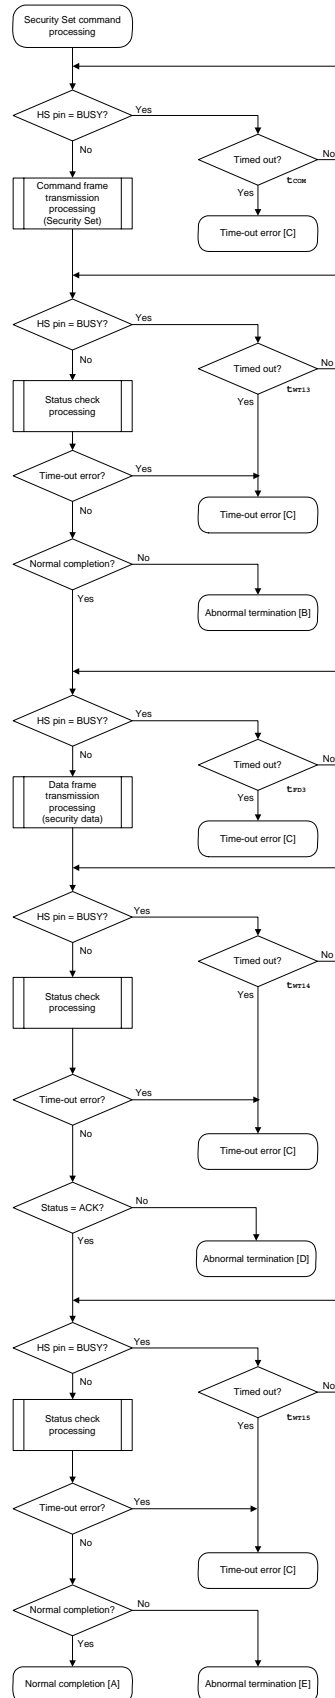 Security Set command
processing
HS pin = BUSY?
Yes
No
Timed out?
No
tCOM
Yes
Command frame
transmission
processing
(Security Set)
Time-out error [C]
HS pin = BUSY?
Yes
No
Timed out?
No
tWT13
Yes
Status check
processing
Time-out error?
Yes
No
Time-out error [C]
Normal completion?
No
Yes
Abnormal termination [B]
HS pin = BUSY?
Yes
No
Timed out?
No
tFD3
Yes
Data frame
transmission
processing
(security data)
Time-out error [C]
HS pin = BUSY?
Yes
No
Timed out?
No
tWT14
Yes
Status check
processing
Time-out error?
Yes
No
Time-out error [C]
Status = ACK?
No
Yes
Abnormal termination [D]
HS pin = BUSY?
Yes
No
Timed out?
No
tWT15
Yes
Status check
processing
Time-out error?
Yes
No
Time-out error [C]
Normal completion?
No
Yes
Normal completion [A]
Abnormal termination [E]